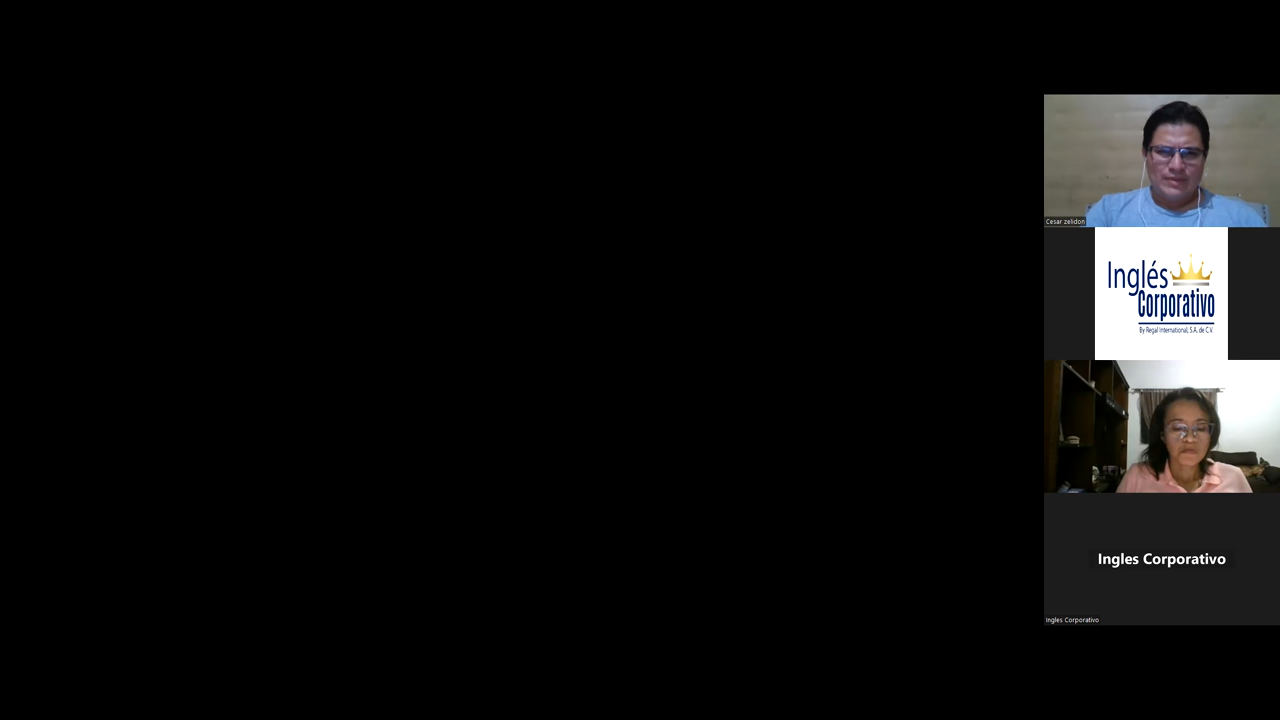 Cesar zelidon
Inglés
Corporativo
By Regal International, S.A. de C.V.
Ingles Corporativo
Ingles Corporativo